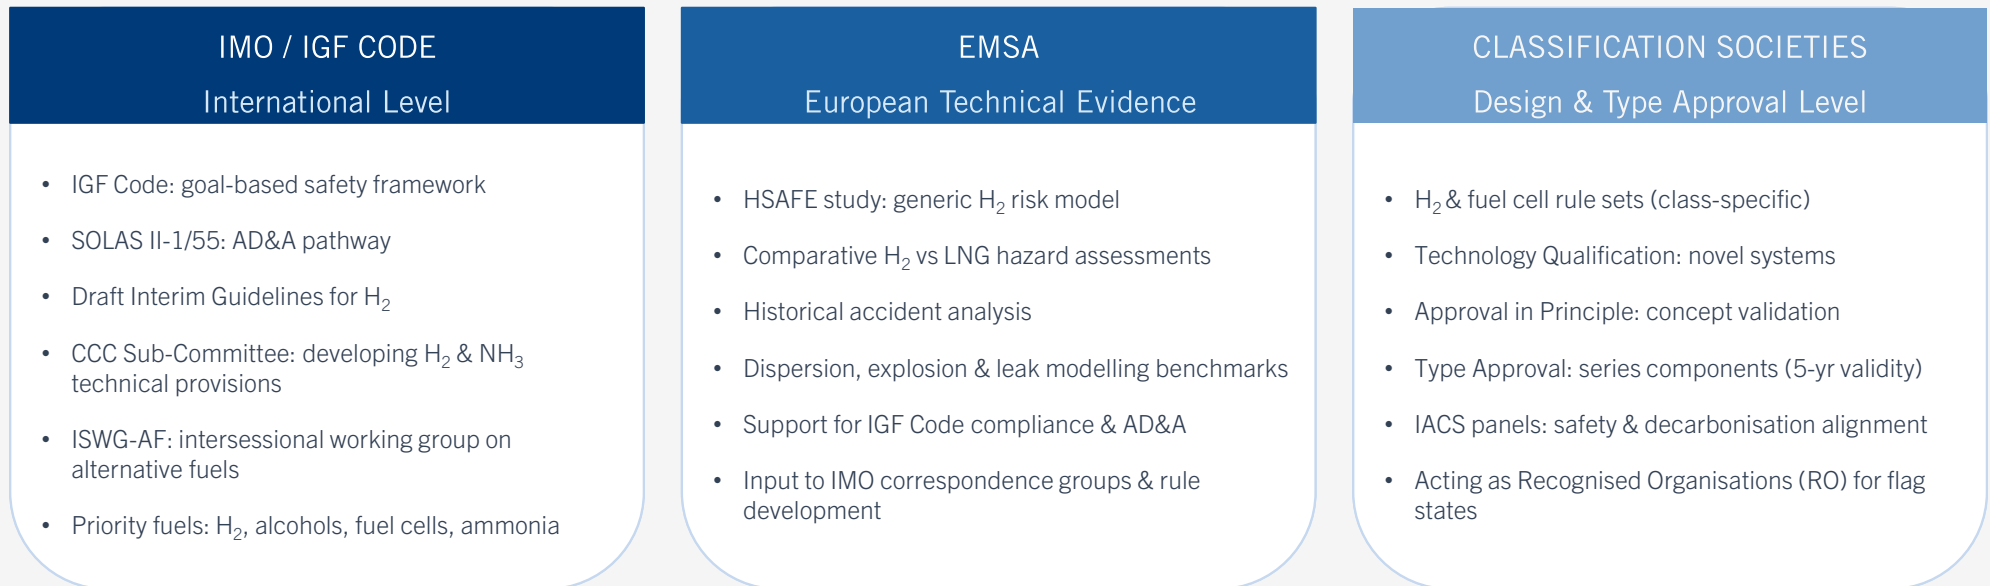 IMO / IGF CODE
International Level
• IGF Code: goal-based safety framework
• SOLAS II-1/55: AD&A pathway
• Draft Interim Guidelines for H₂
• CCC Sub-Committee: developing H₂ & NH₃
technical provisions
• ISWG-AF: intersessional working group on
alternative fuels
• Priority fuels: H₂, alcohols, fuel cells, ammonia
EMSA
European Technical Evidence
• HSAFE study: generic H₂ risk model
• Comparative H₂ vs LNG hazard assessments
• Historical accident analysis
• Dispersion, explosion & leak modelling benchmarks
• Support for IGF Code compliance & AD&A
• Input to IMO correspondence groups & rule
development
CLASSIFICATION SOCIETIES
Design & Type Approval Level
• H₂ & fuel cell rule sets (class-specific)
• Technology Qualification: novel systems
• Approval in Principle: concept validation
• Type Approval: series components (5-yr validity)
• IACS panels: safety & decarbonisation alignment
• Acting as Recognised Organisations (RO) for flag
states